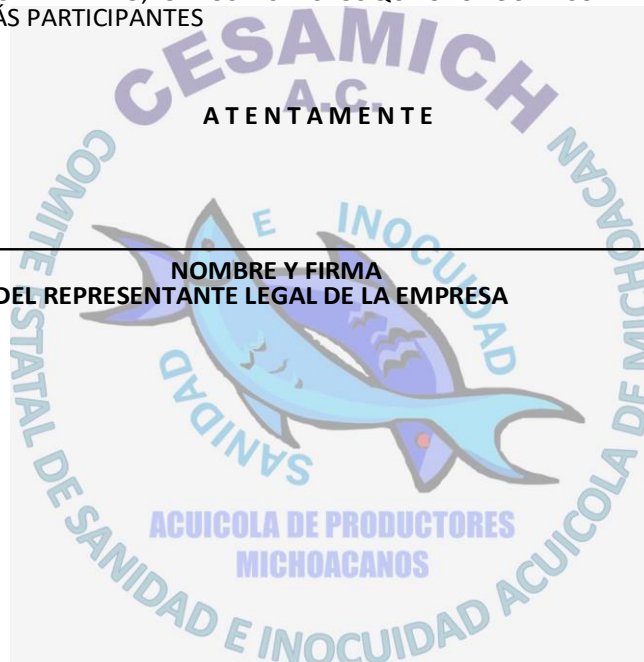 ÁS PARTICIPANTES
CESAMICH
A.C.
A T E N T A M E N T E
COMITE ESTATAL DE SANIDAD E INOCUIDAD ACUICOLA DE MICHOACAN
SANIDAD E INOCUIDAD
NOMBRE Y FIRMA
DEL REPRESENTANTE LEGAL DE LA EMPRESA
ACUICOLA DE PRODUCTORES
MICHOACANOS